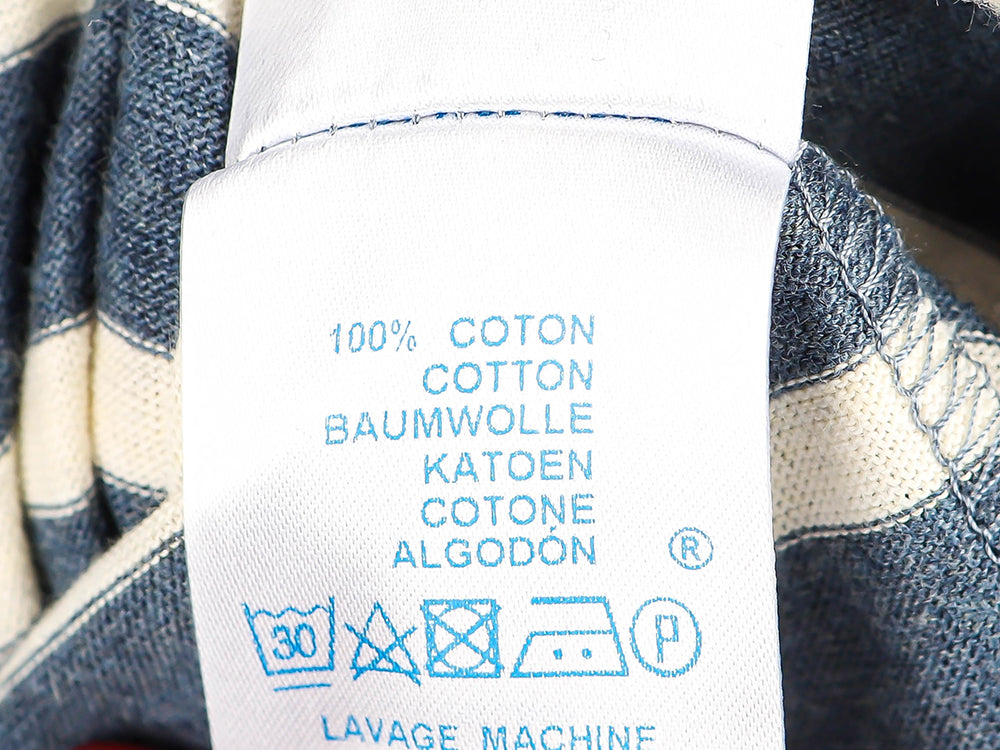 100% COTON
COTTON
BAUMWOLLE
KATOEN
COTONE
ALGODÓN ®
30 P
LAVAGE MACHINE